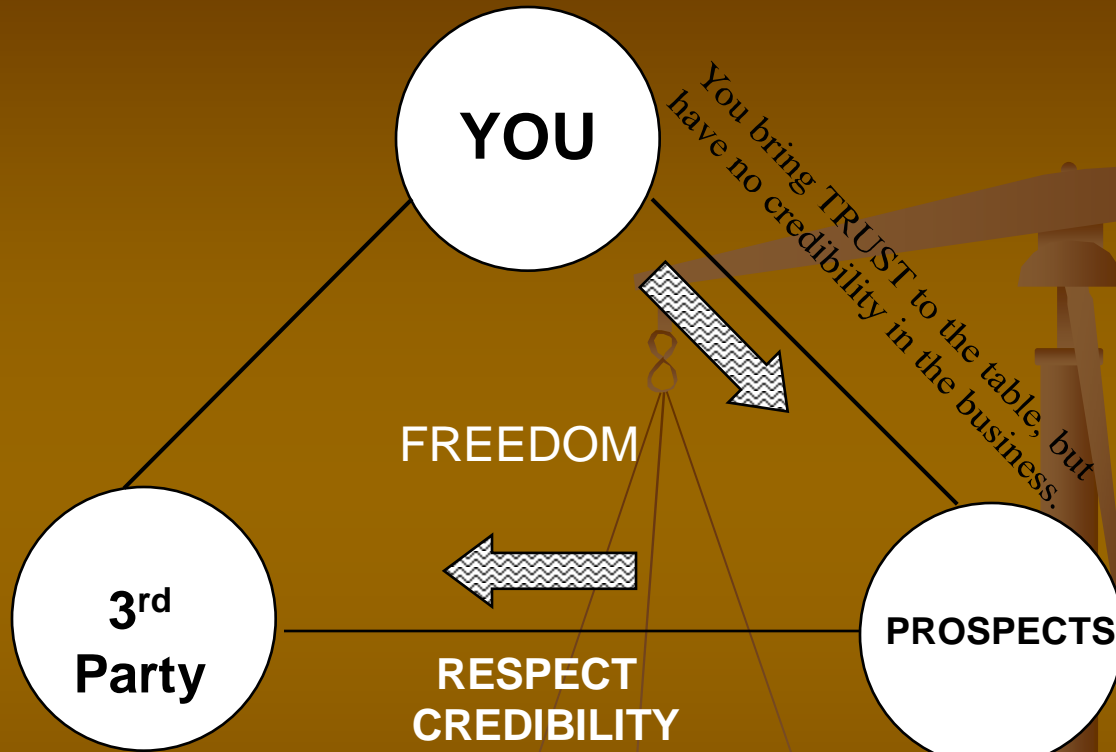 YOU
You bring TRUST to the table, but
have no credibility in the business.
FREEDOM
3rd
Party
PROSPECTS
RESPECT
CREDIBILITY